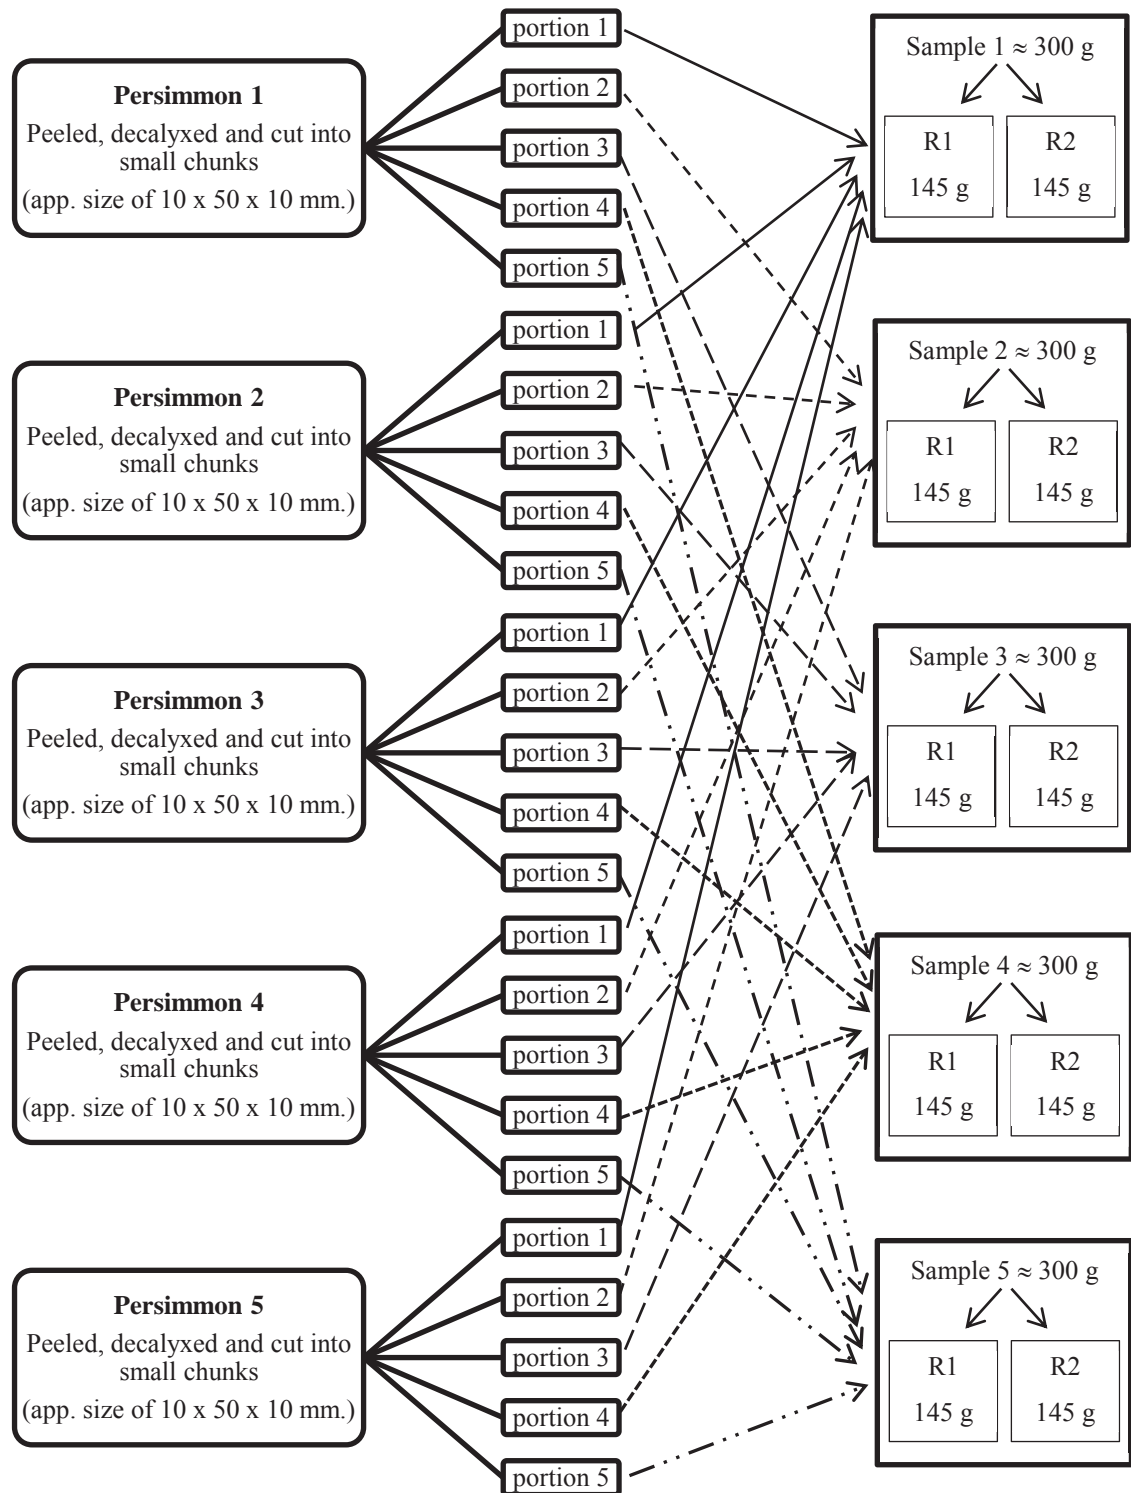 Persimmon 1
Peeled, decalyxed and cut into
small chunks
(app. size of 10 x 50 x 10 mm.)
portion 1
portion 2
portion 3
portion 4
portion 5
Persimmon 2
Peeled, decalyxed and cut into
small chunks
(app. size of 10 x 50 x 10 mm.)
portion 1
portion 2
portion 3
portion 4
portion 5
Persimmon 3
Peeled, decalyxed and cut into
small chunks
(app. size of 10 x 50 x 10 mm.)
portion 1
portion 2
portion 3
portion 4
portion 5
Persimmon 4
Peeled, decalyxed and cut into
small chunks
(app. size of 10 x 50 x 10 mm.)
portion 1
portion 2
portion 3
portion 4
portion 5
Persimmon 5
Peeled, decalyxed and cut into
small chunks
(app. size of 10 x 50 x 10 mm.)
portion 1
portion 2
portion 3
portion 4
portion 5
Sample 1 ≈ 300 g
R1
145 g
R2
145 g
Sample 2 ≈ 300 g
R1
145 g
R2
145 g
Sample 3 ≈ 300 g
R1
145 g
R2
145 g
Sample 4 ≈ 300 g
R1
145 g
R2
145 g
Sample 5 ≈ 300 g
R1
145 g
R2
145 g